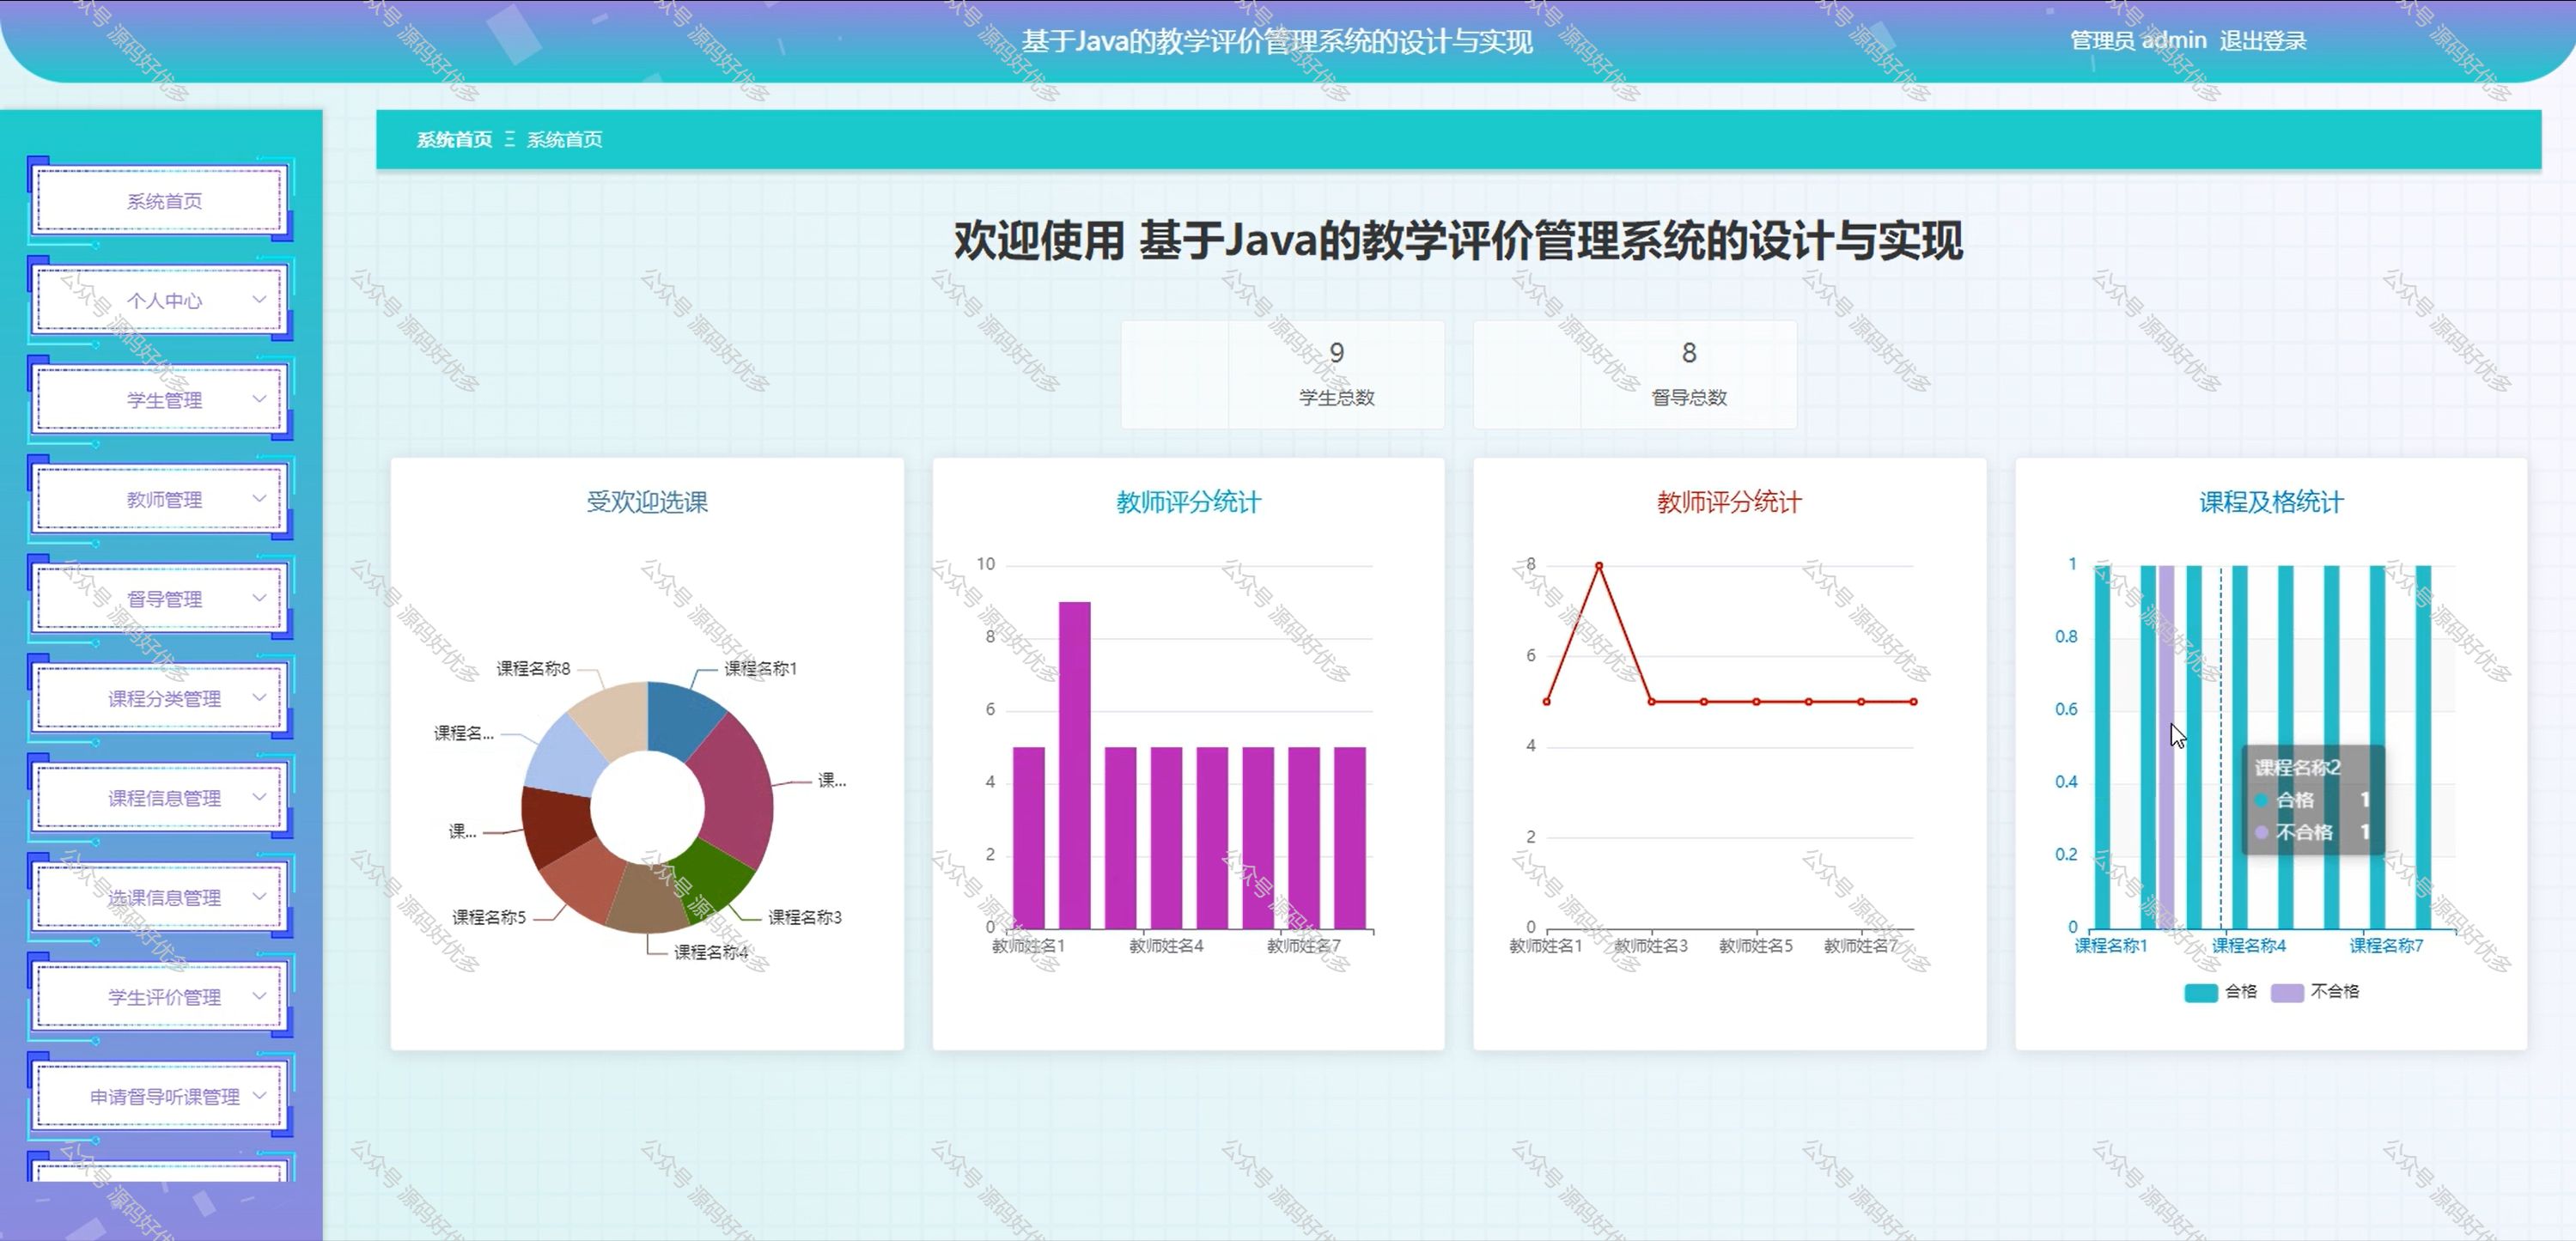 基于Java的教学评价管理系统的设计与实现
管理员 admin 退出登录
系统首页 Ξ 系统首页
系统首页
个人中心
学生管理
教师管理
督导管理
课程分类管理
课程信息管理
选课信息管理
学生评价管理
申请督导听课管理
欢迎使用 基于Java的教学评价管理系统的设计与实现
9
学生总数
8
督导总数
受欢迎选课
课程名称8
课程名称1
课程名...
课...
课...
课程名称5
课程名称3
课程名称4
教师评分统计
10
8
6
4
2
0
教师姓名1 教师姓名4 教师姓名7
教师评分统计
8
6
4
2
0
教师姓名1 教师姓名3 教师姓名5 教师姓名7
课程及格统计
1
0.8
0.6
0.4
0.2
0
课程名称2
合格 1
不合格 1
课程名称1 课程名称4 课程名称7
合格 不合格
公众号 源码好优多